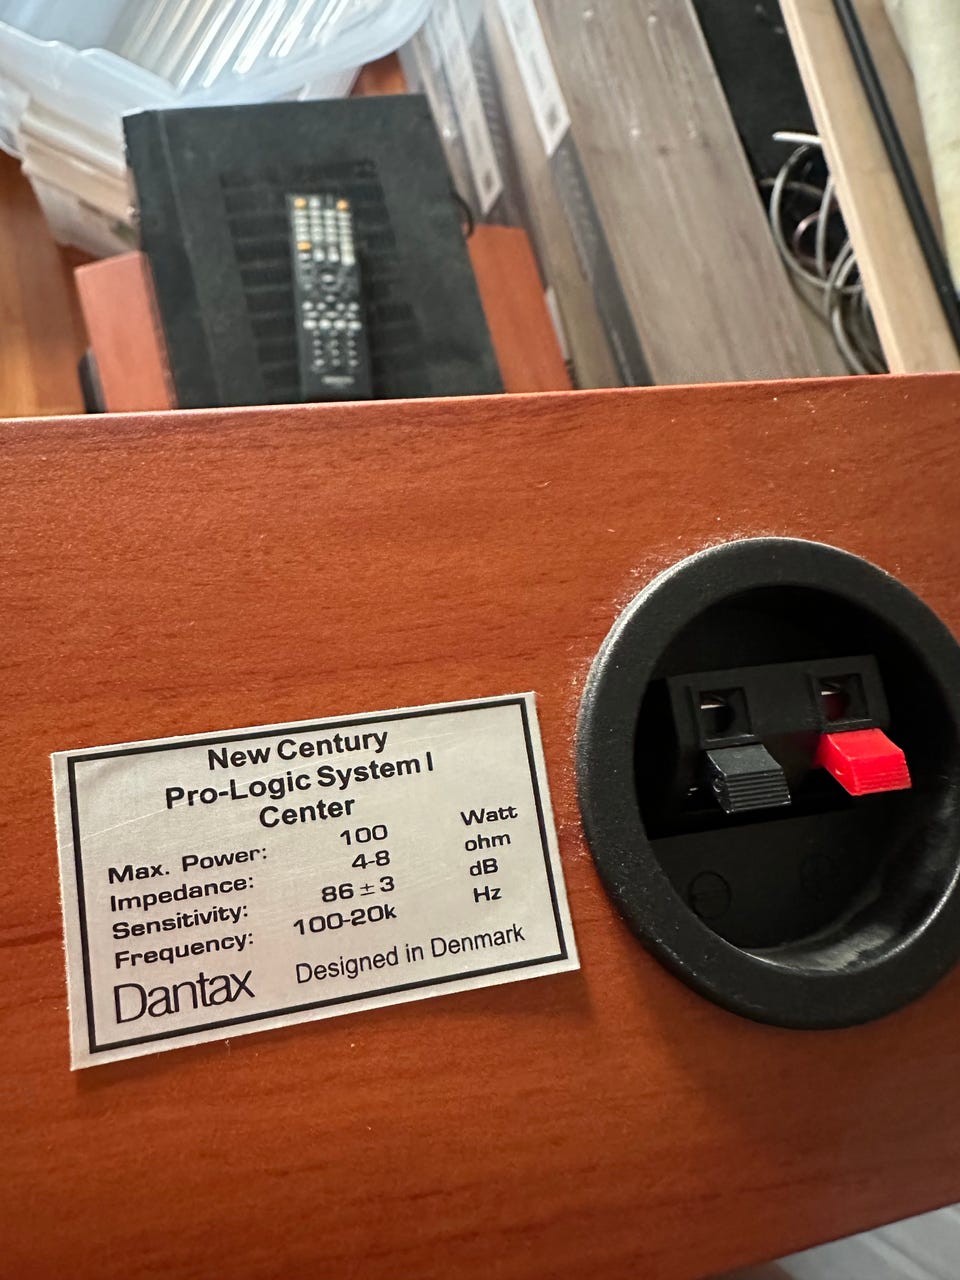 New Century
Pro-Logic System I
Center
Max. Power: 100 Watt
Impedance: 4-8 ohm
Sensitivity: 86 ± 3 dB
Frequency: 100-20k Hz
Dantax Designed in Denmark